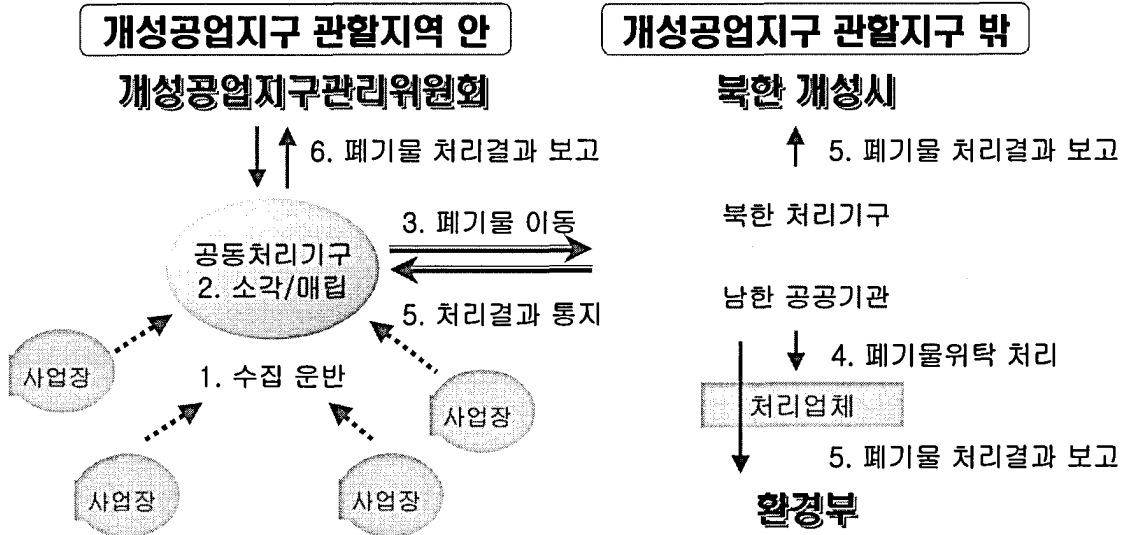 개성공업지구 관할지역 안
개성공업지구관리위원회
6. 폐기물 처리결과 보고
공동처리기구
2. 소각/매립
3. 폐기물 이동
5. 처리결과 통지
1. 수집 운반
사업장
사업장
사업장
사업장
개성공업지구 관할지구 밖
북한 개성시
5. 폐기물 처리결과 보고
북한 처리기구
남한 공공기관
4. 폐기물위탁 처리
처리업체
5. 폐기물 처리결과 보고
환경부